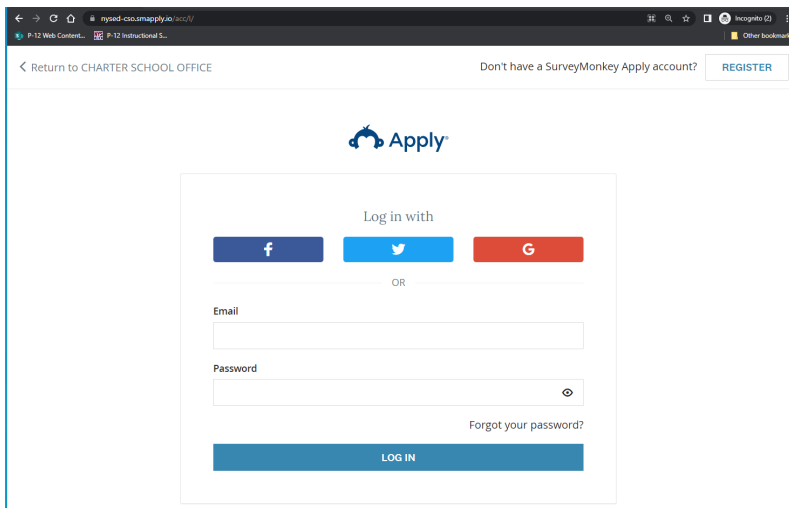 nysed-cso.smapply.io/acc/l/
Incognito (2)
P-12 Web Content...
P-12 Instructional S...
Other bookmark
Return to CHARTER SCHOOL OFFICE
Don't have a SurveyMonkey Apply account?
REGISTER
Apply
Log in with
f
G
OR
Email
Password
Forgot your password?
LOG IN